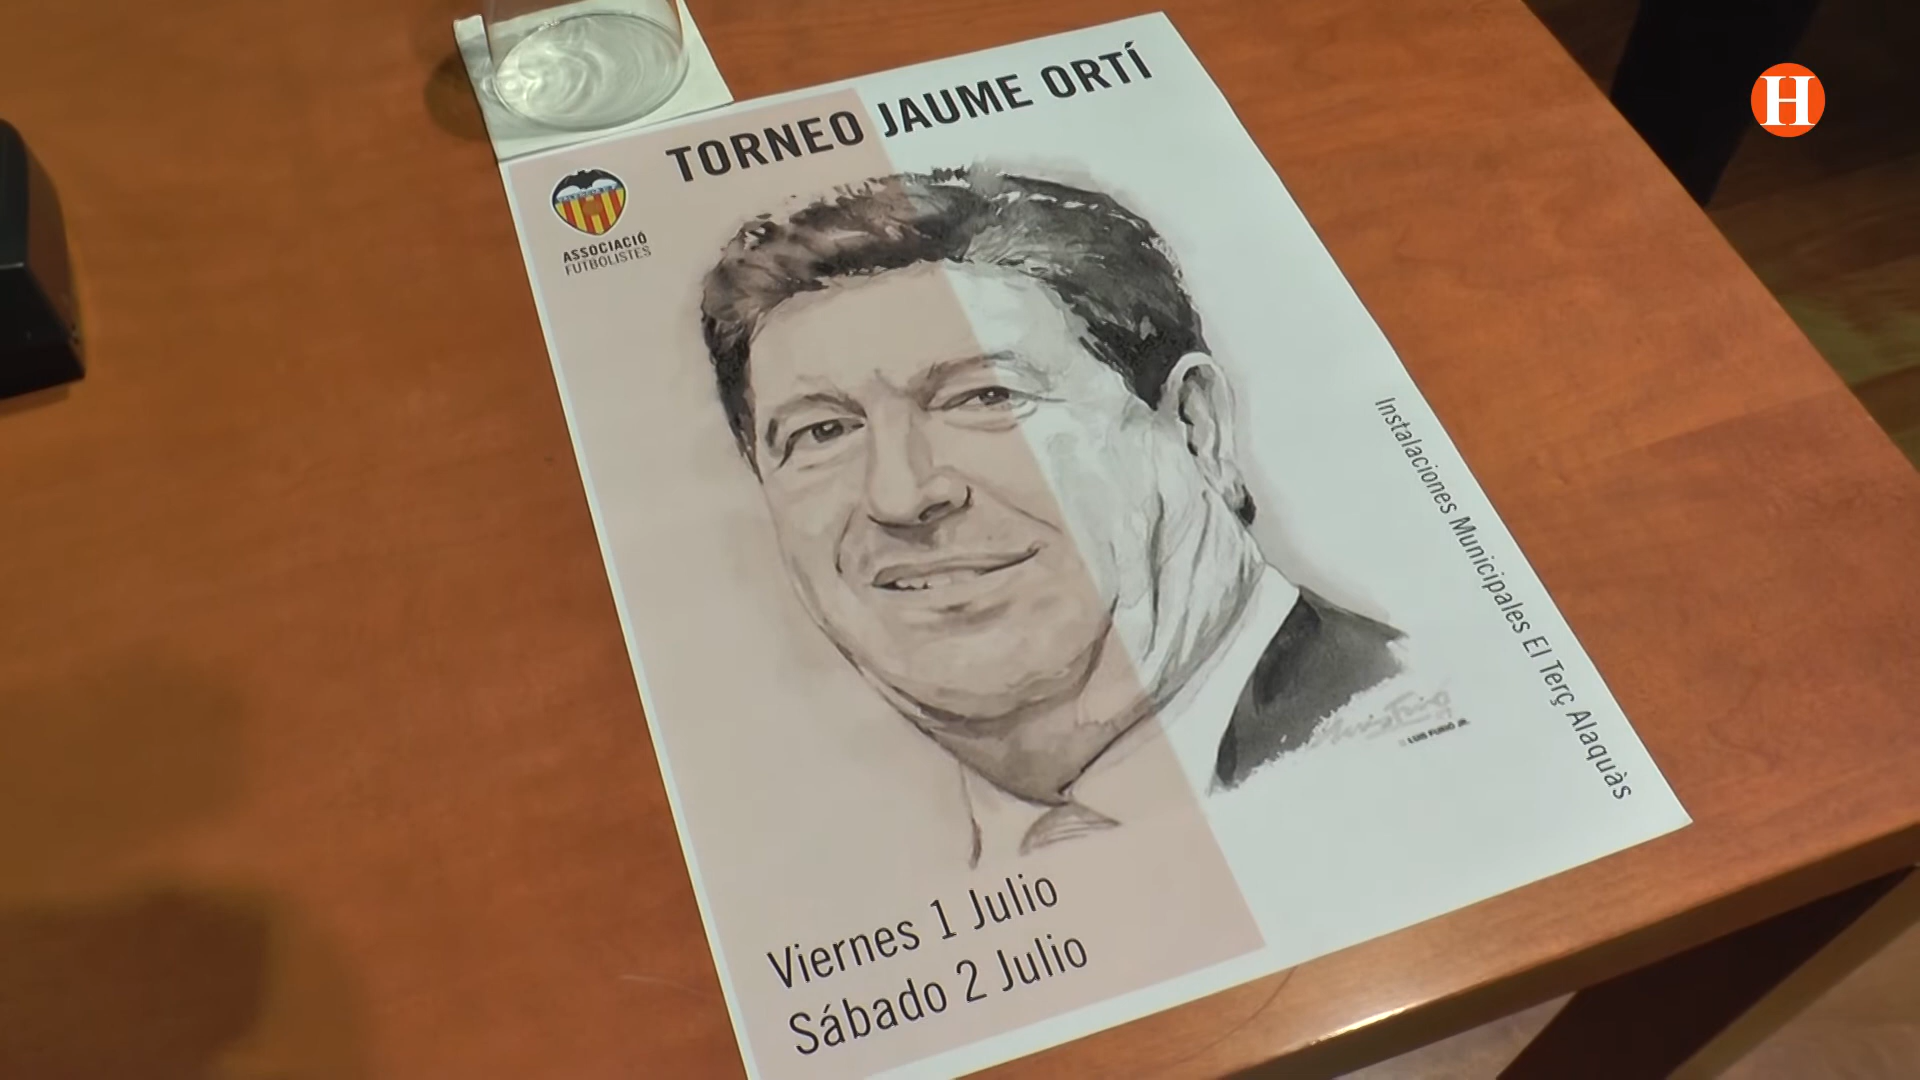 H
TORNEO JAUME ORTÍ
ASSOCIACIÓ
FUTBOLISTES
Instalaciones Municipales El Terç Alaquàs
Viernes 1 Julio
Sábado 2 Julio